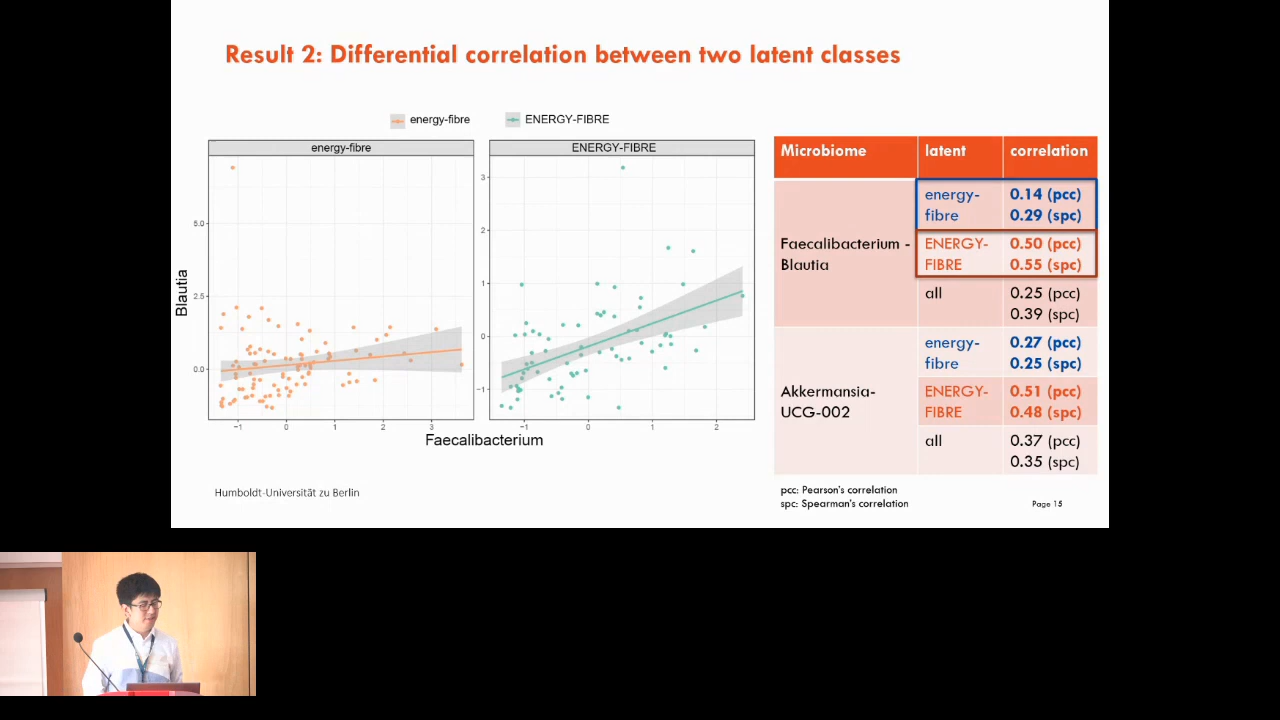 Result 2: Differential correlation between two latent classes
energy-fibre
ENERGY-FIBRE
energy-fibre
ENERGY-FIBRE
Blautia
5.0
2.5
0.0
3
2
1
0
−1
−1
0
1
2
3
−1
0
1
2
Faecalibacterium
Microbiome
latent
correlation
Faecalibacterium -
Blautia
energy-
fibre
0.14 (pcc)
0.29 (spc)
ENERGY-
FIBRE
0.50 (pcc)
0.55 (spc)
all
0.25 (pcc)
0.39 (spc)
Akkermansia-
UCG-002
energy-
fibre
0.27 (pcc)
0.25 (spc)
ENERGY-
FIBRE
0.51 (pcc)
0.48 (spc)
all
0.37 (pcc)
0.35 (spc)
pcc: Pearson's correlation
spc: Spearman's correlation
Humboldt-Universität zu Berlin
Page 15